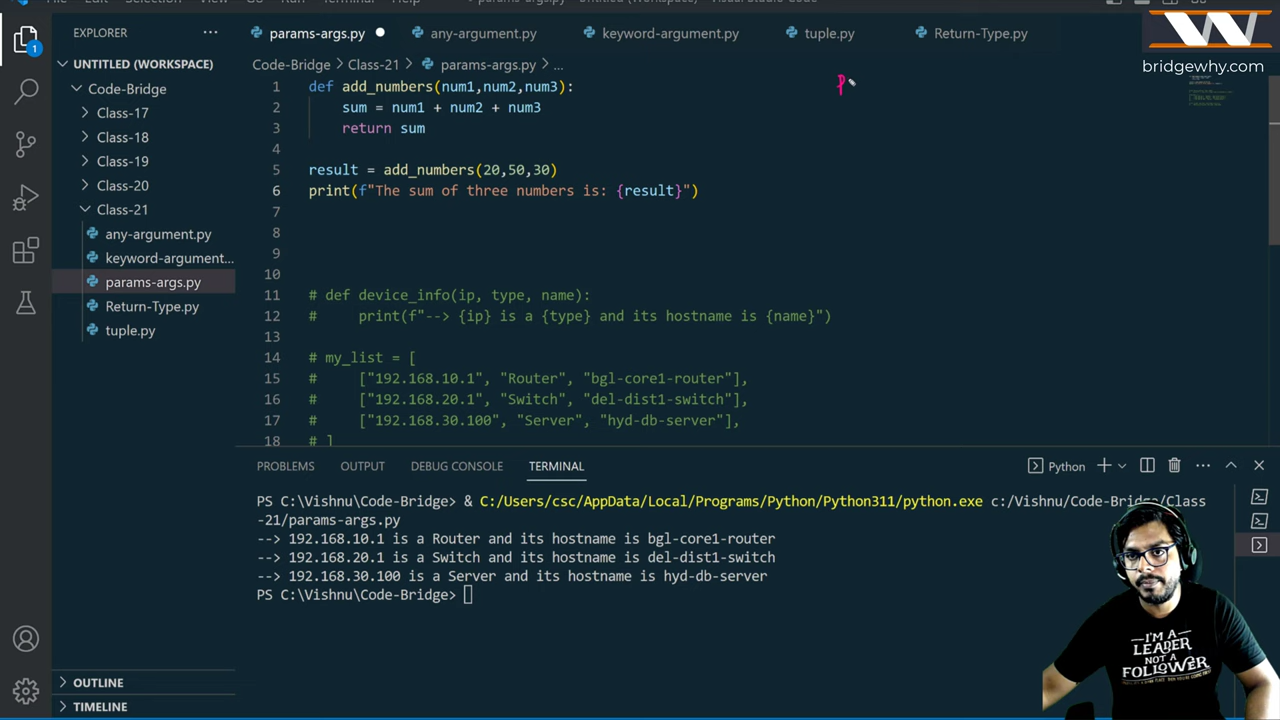 EXPLORER
params-args.py
any-argument.py
keyword-argument.py
tuple.py
Return-Type.py
bridgewhy.com
UNTITLED (WORKSPACE)
Code-Bridge > Class-21 > params-args.py > ...
Code-Bridge
Class-17
Class-18
Class-19
Class-20
Class-21
any-argument.py
keyword-argument...
params-args.py
Return-Type.py
tuple.py
OUTLINE
TIMELINE
1
1 def add_numbers(num1,num2,num3):
2 sum = num1 + num2 + num3
3 return sum
4
5 result = add_numbers(20,50,30)
6 print(f"The sum of three numbers is: {result}")
7
8
9
10
11 # def device_info(ip, type, name):
12 # print(f"--> {ip} is a {type} and its hostname is {name}")
13
14 # my_list = [
15 # ["192.168.10.1", "Router", "bgl-core1-router"],
16 # ["192.168.20.1", "Switch", "del-dist1-switch"],
17 # ["192.168.30.100", "Server", "hyd-db-server"],
18 # ]
P
PROBLEMS OUTPUT DEBUG CONSOLE TERMINAL
Python
PS C:\Vishnu\Code-Bridge> & C:/Users/csc/AppData/Local/Programs/Python/Python311/python.exe c:/Vishnu/Code-Bridge/Class
-21/params-args.py
--> 192.168.10.1 is a Router and its hostname is bgl-core1-router
--> 192.168.20.1 is a Switch and its hostname is del-dist1-switch
--> 192.168.30.100 is a Server and its hostname is hyd-db-server
PS C:\Vishnu\Code-Bridge>
I'M A
LEADER
NOT A
FOLLOWER